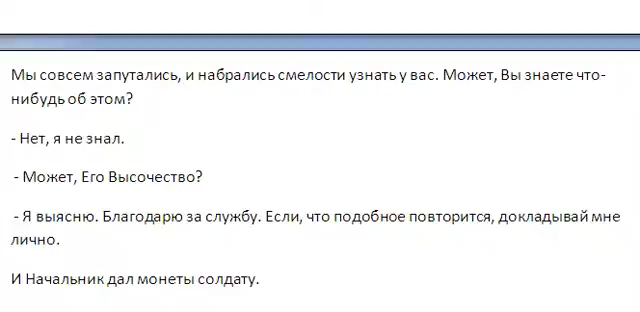 Мы совсем запутались, и набрались смелости узнать у вас. Может, Вы знаете что-
нибудь об этом?
- Нет, я не знал.
- Может, Его Высочество?
- Я выясню. Благодарю за службу. Если, что подобное повторится, докладывай мне
лично.
И Начальник дал монеты солдату.